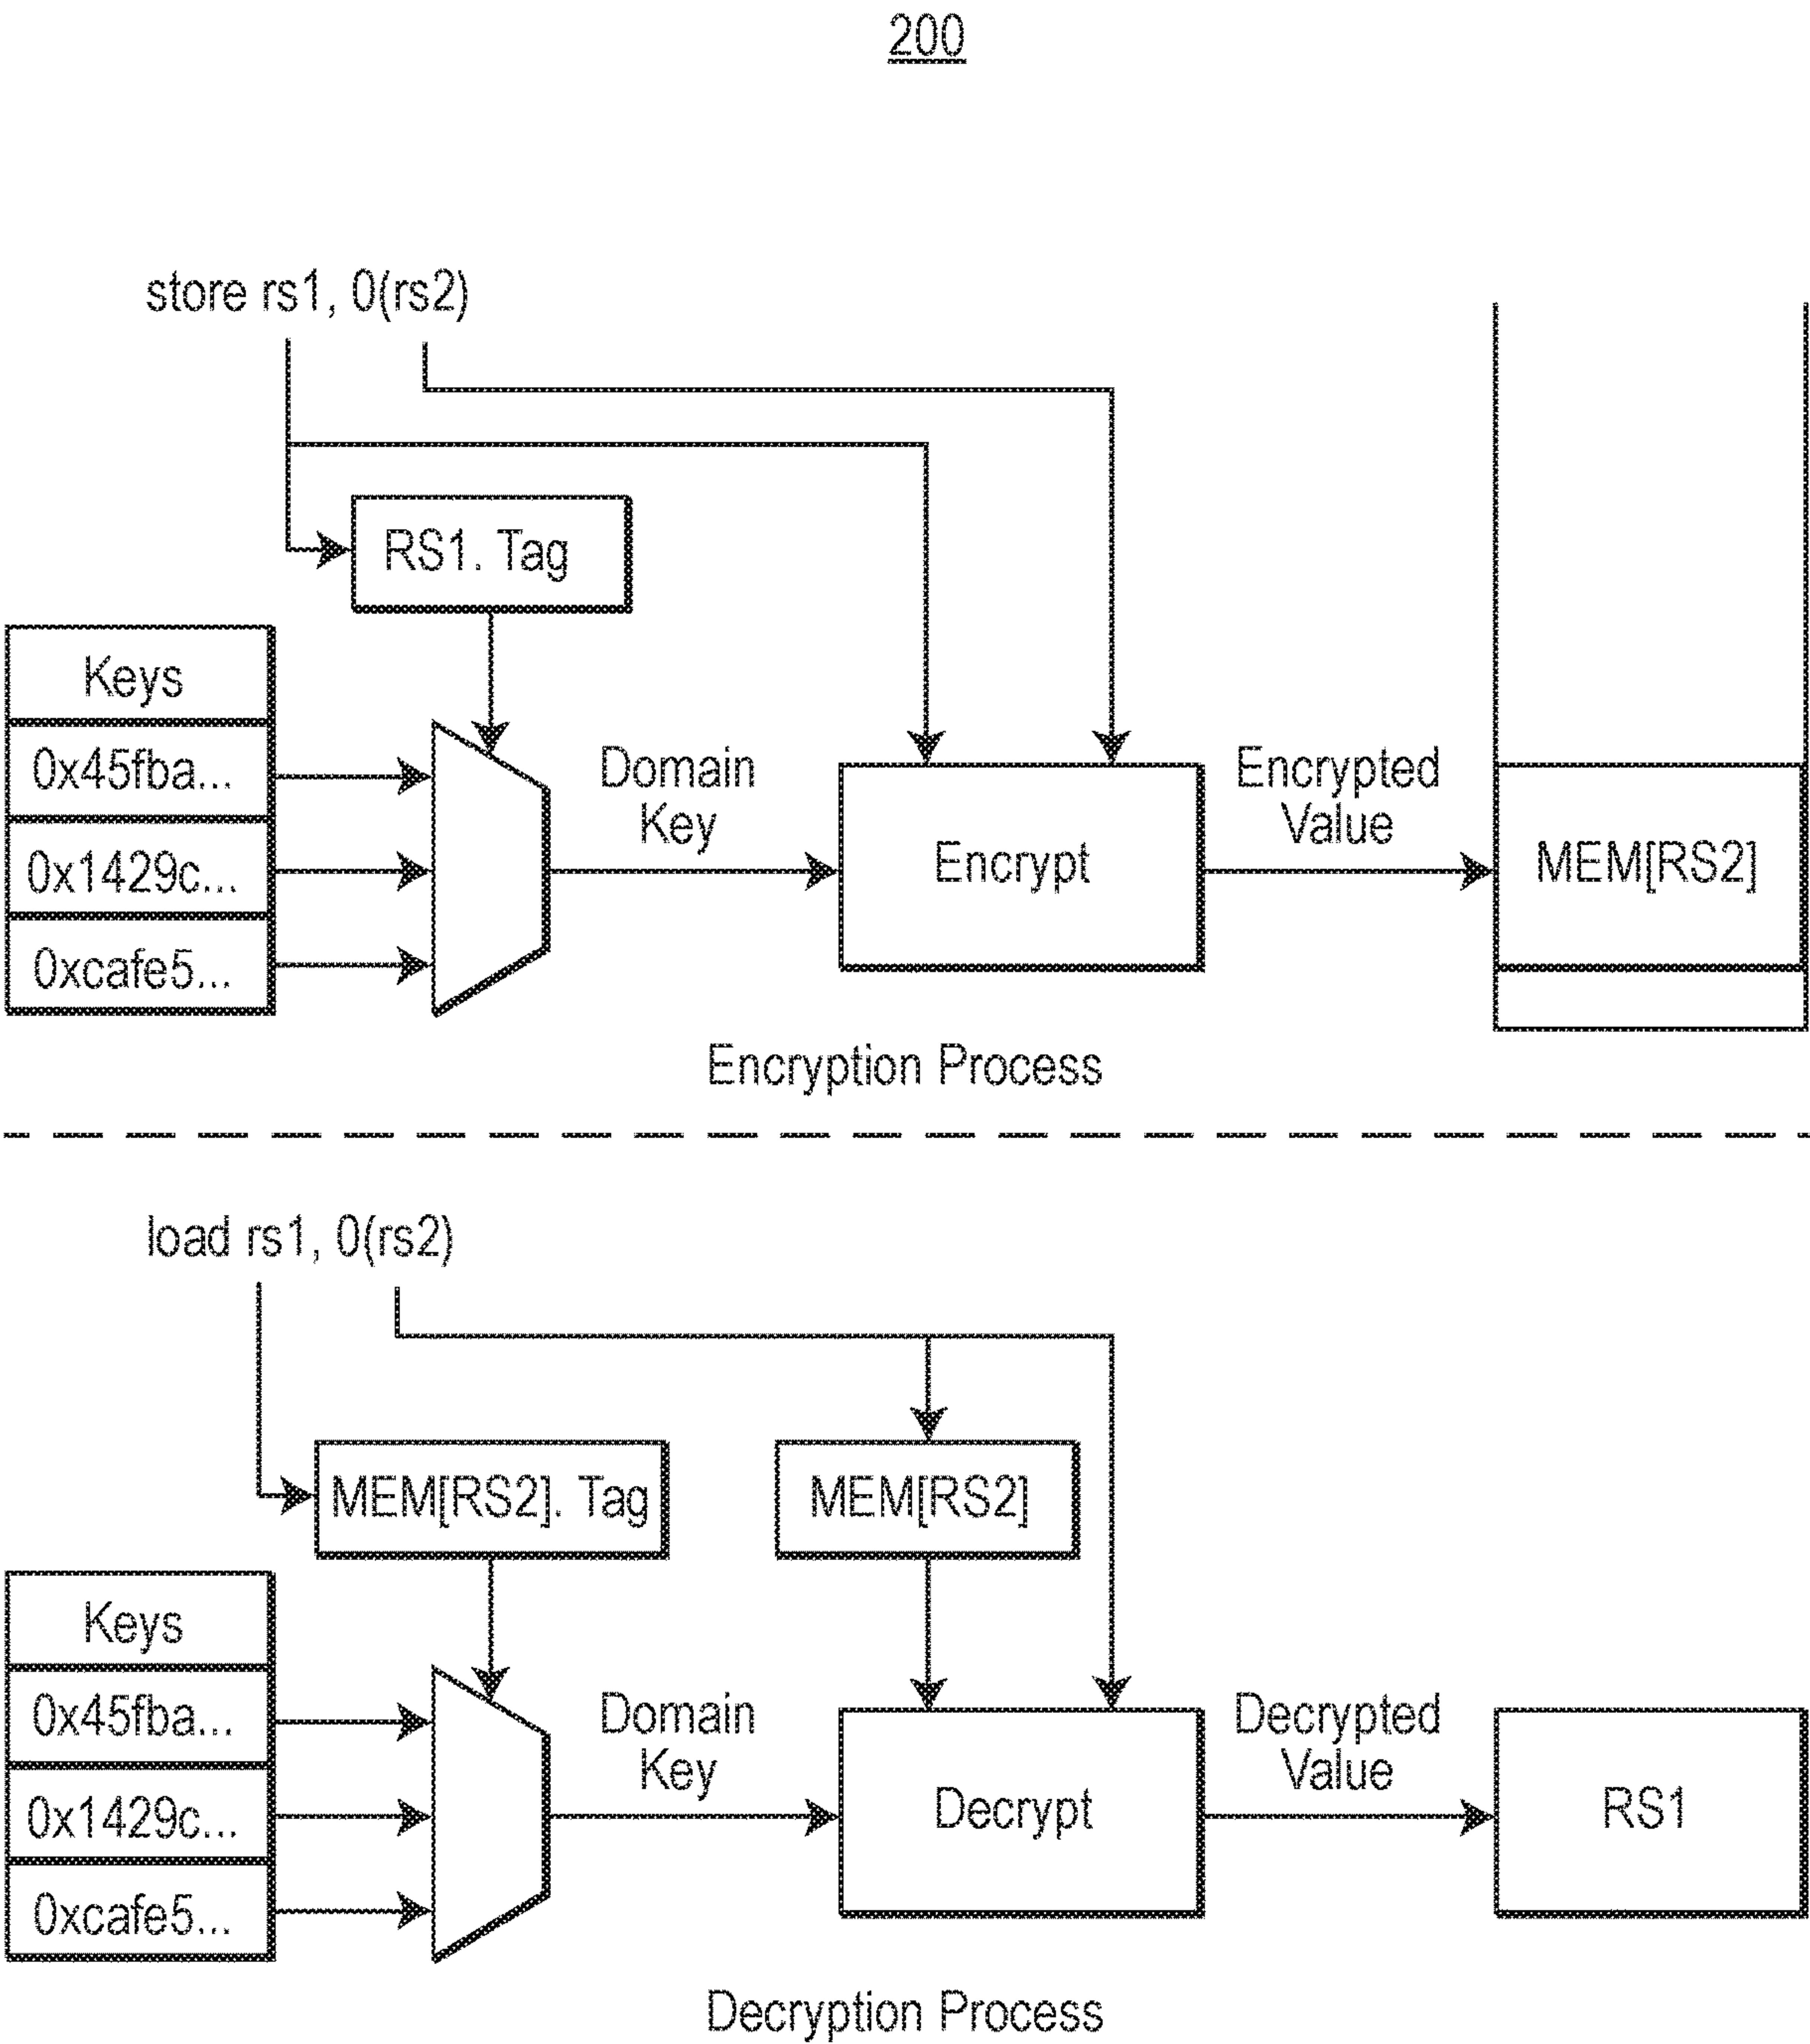 200
store rs1, 0(rs2)
RS1. Tag
Keys
0x45fba...
0x1429c...
0xcafe5...
Domain
Key
Encrypt
Encrypted
Value
MEM[RS2]
Encryption Process
load rs1, 0(rs2)
MEM[RS2]. Tag
MEM[RS2]
Keys
0x45fba...
0x1429c...
0xcafe5...
Domain
Key
Decrypt
Decrypted
Value
RS1
Decryption Process